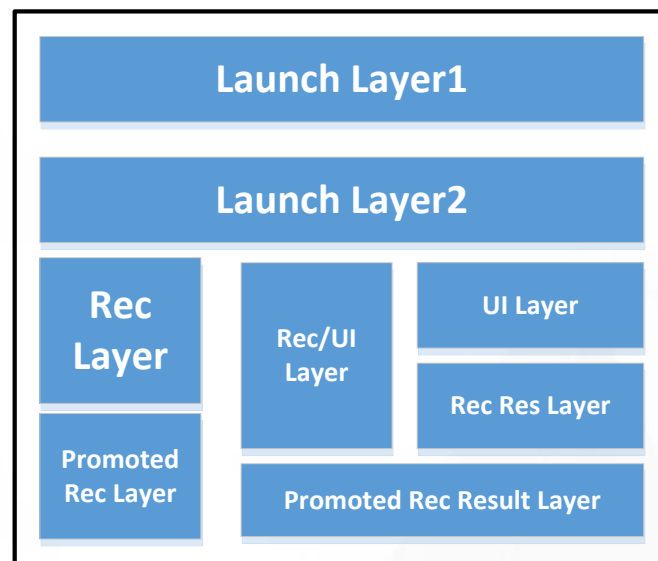 Launch Layer1
Launch Layer2
Rec
Layer
Promoted
Rec Layer
Rec/UI
Layer
UI Layer
Rec Res Layer
Promoted Rec Result Layer